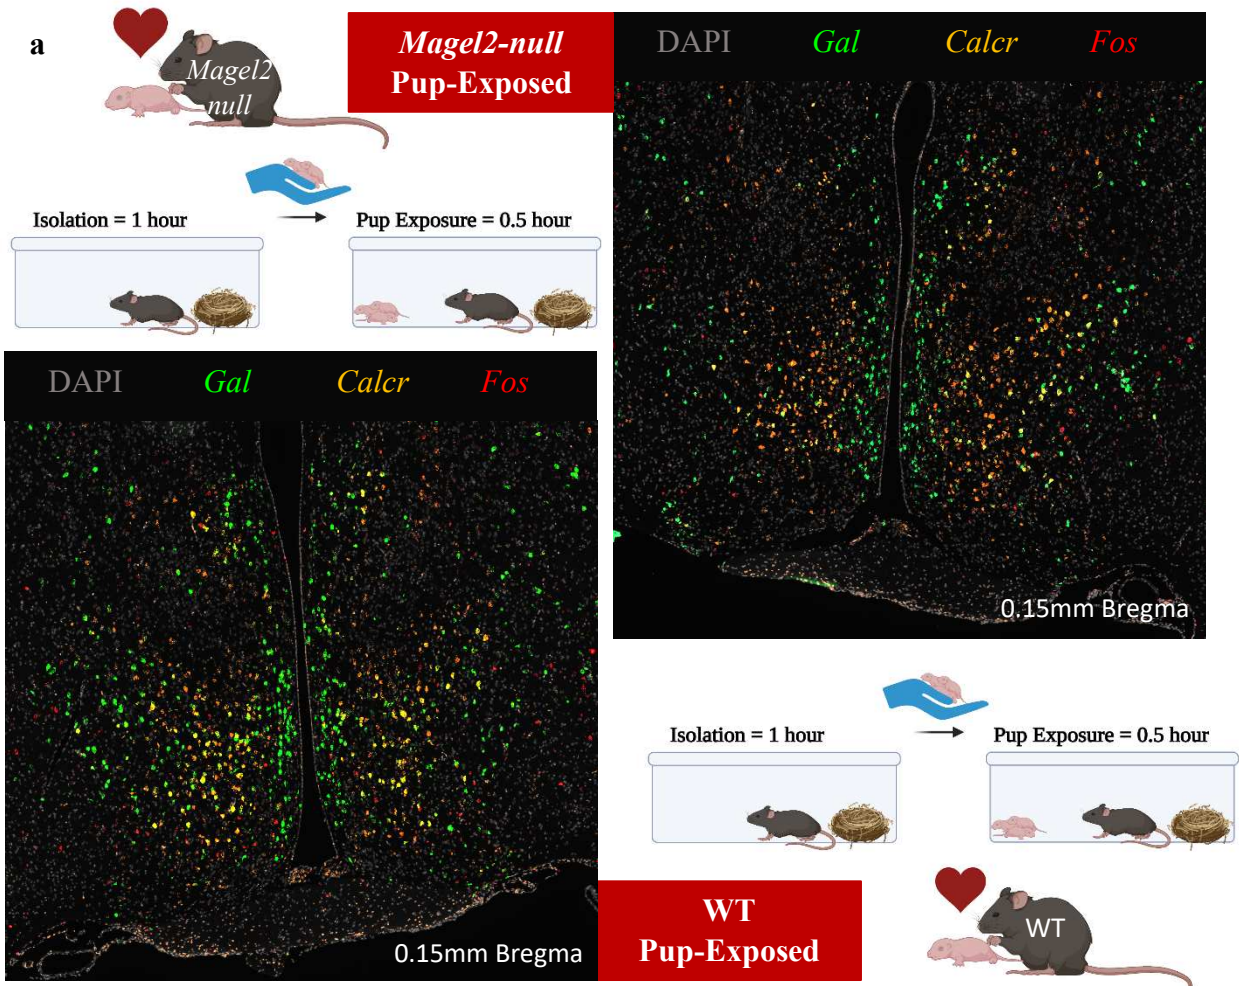 a
Magel2
null
Magel2-null
Pup-Exposed
DAPI Gal Calcr Fos
Isolation = 1 hour
Pup Exposure = 0.5 hour
DAPI Gal Calcr Fos
0.15mm Bregma
0.15mm Bregma
Isolation = 1 hour
Pup Exposure = 0.5 hour
WT
Pup-Exposed
WT